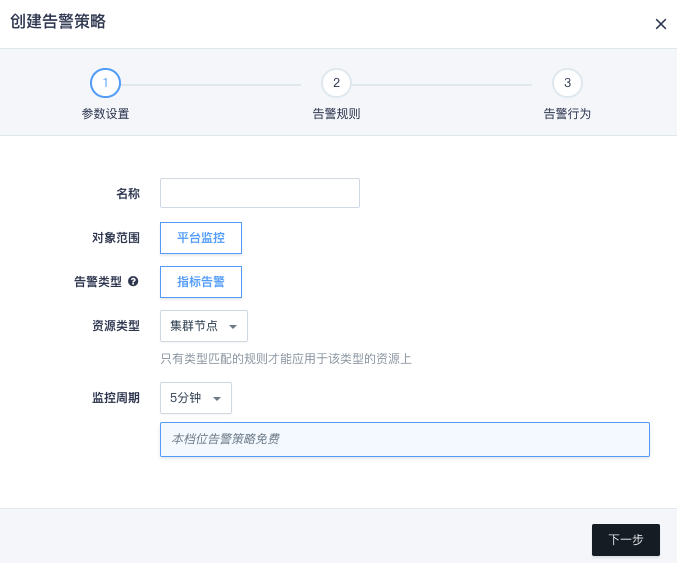 创建告警策略
1 2 3
参数设置 告警规则 告警行为
名称
对象范围 平台监控
告警类型 ? 指标告警
资源类型 集群节点
只有类型匹配的规则才能应用于该类型的资源上
监控周期 5分钟
本档位告警策略免费
下一步